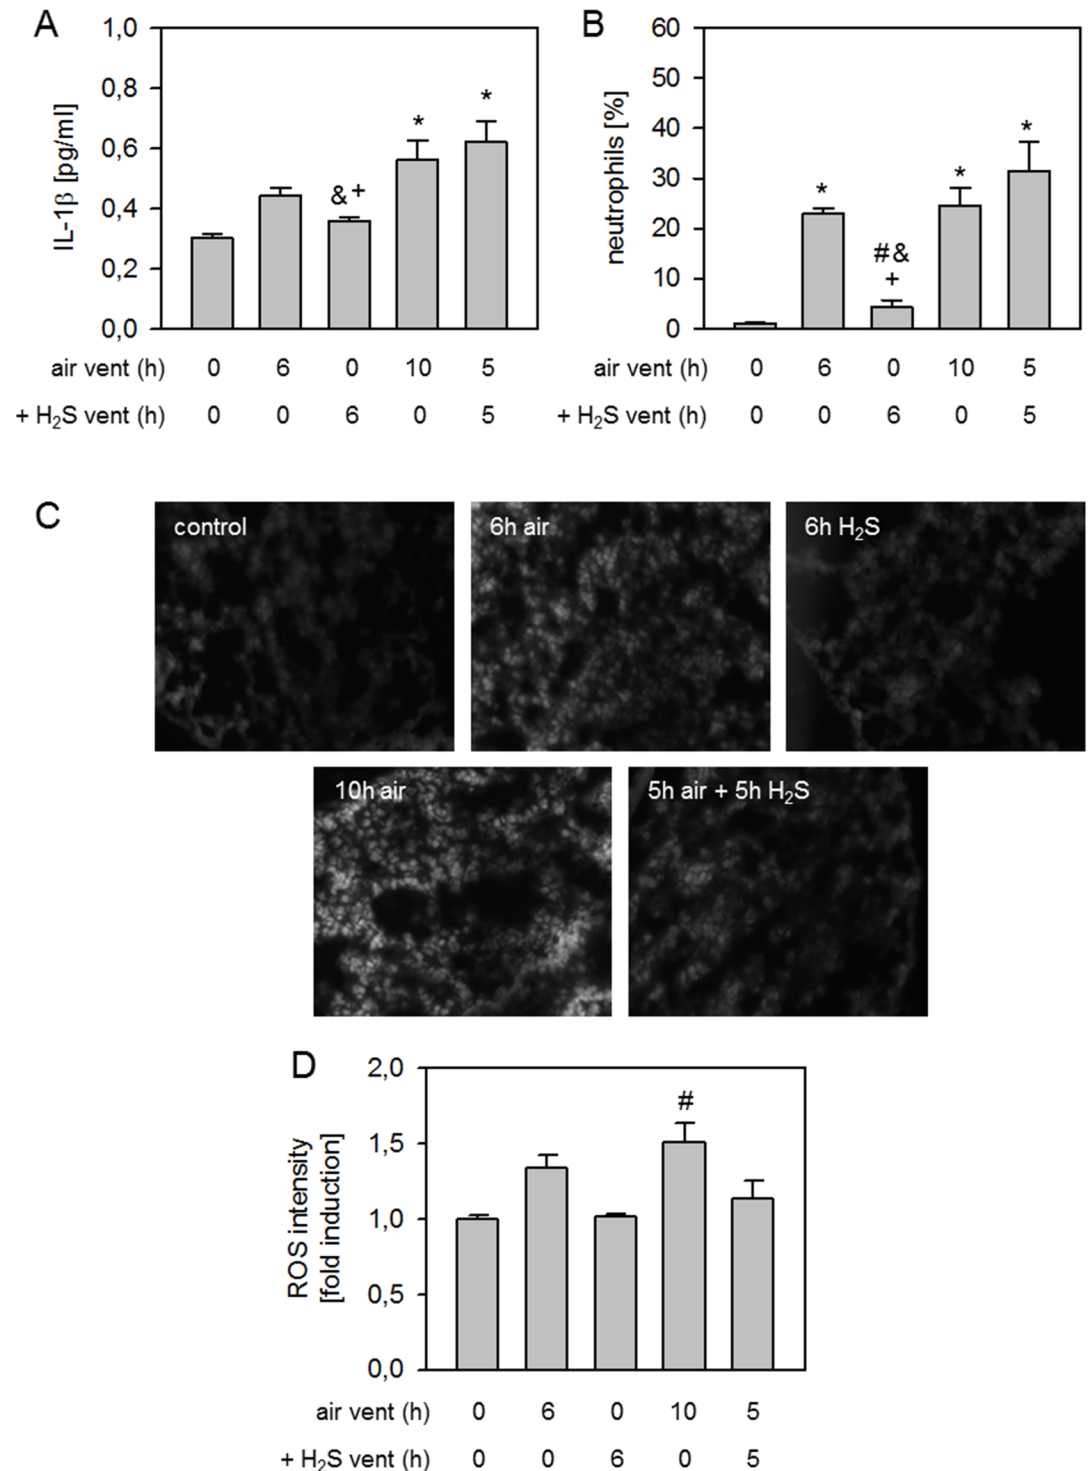 A
IL-1β [pg/ml]
1,0
0,8
0,6
0,4
0,2
0,0
&+
*
*
air vent (h) 0 6 0 10 5
+ H₂S vent (h) 0 0 6 0 5
B
neutrophils [%]
60
50
40
30
20
10
0
*
#&
+
*
*
air vent (h) 0 6 0 10 5
+ H₂S vent (h) 0 0 6 0 5
C
control
6h air
6h H₂S
10h air
5h air + 5h H₂S
D
ROS intensity
[fold induction]
2,0
1,5
1,0
0,5
0,0
#
air vent (h) 0 6 0 10 5
+ H₂S vent (h) 0 0 6 0 5